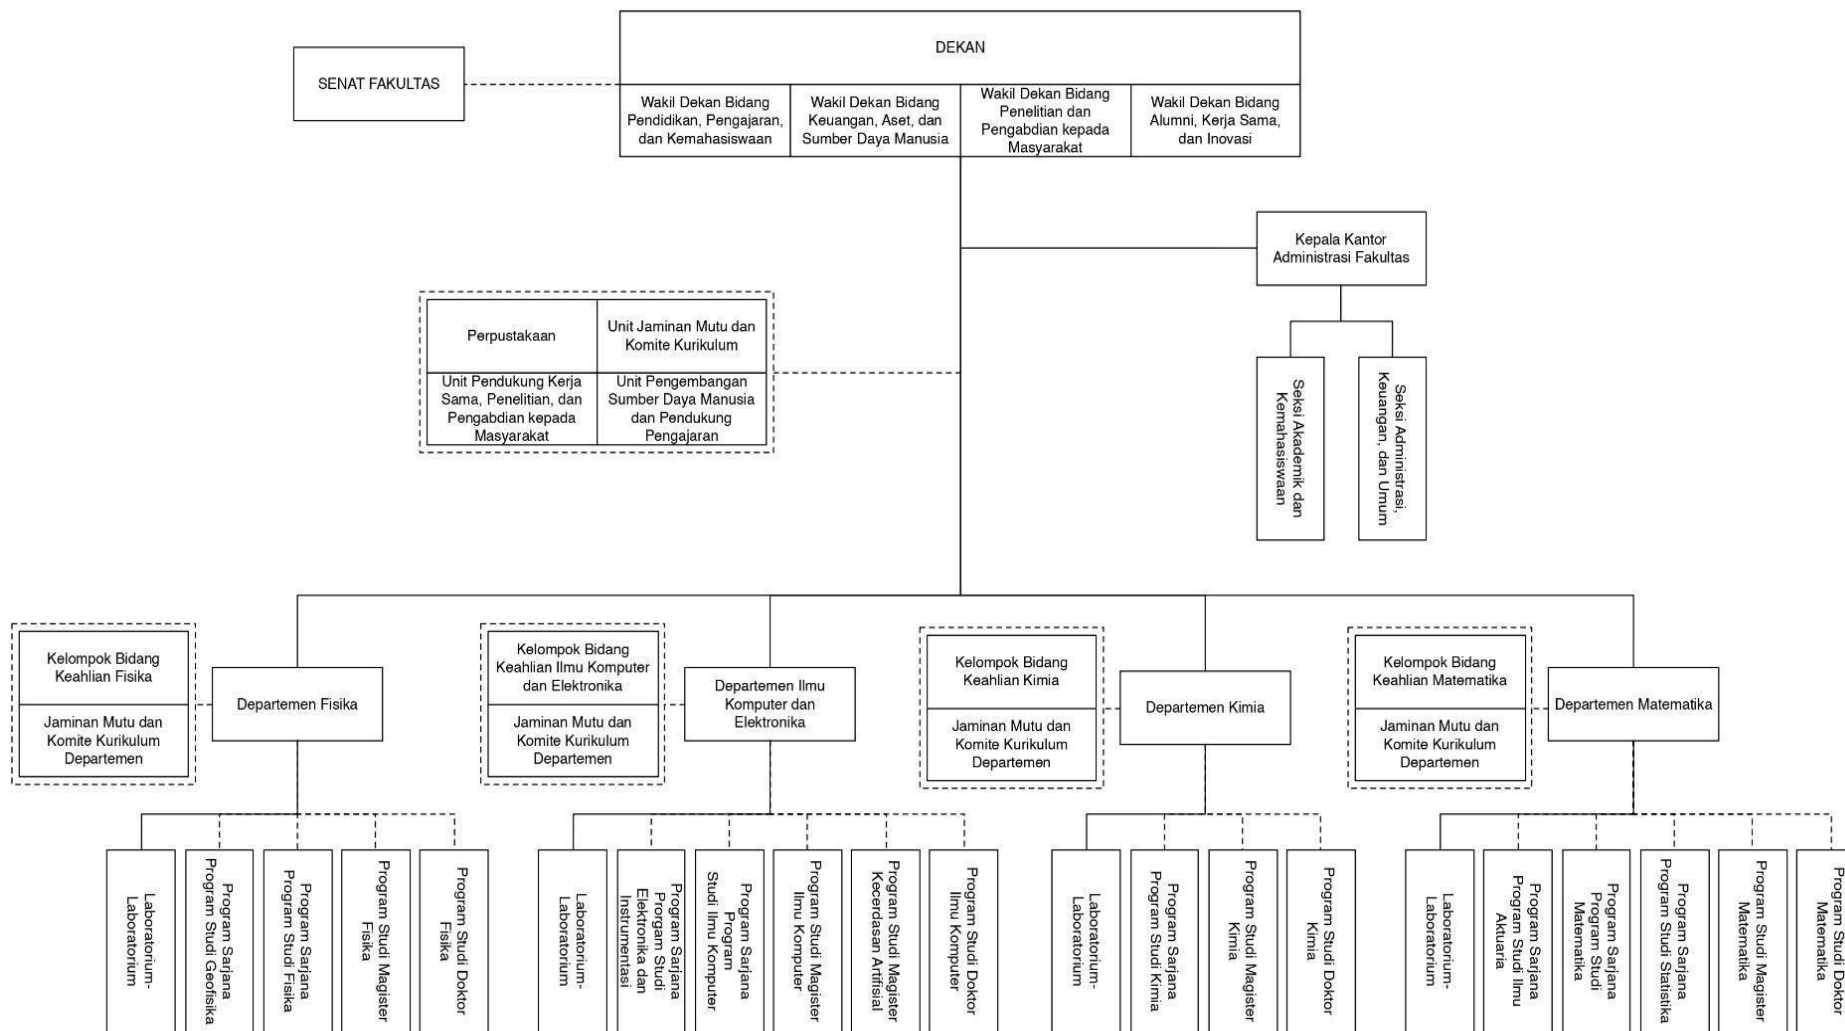 DEKAN
SENAT FAKULTAS
Wakil Dekan Bidang
Pendidikan, Pengajaran,
dan Kemahasiswaan
Wakil Dekan Bidang
Keuangan, Aset, dan
Sumber Daya Manusia
Wakil Dekan Bidang
Penelitian dan
Pengabdian kepada
Masyarakat
Wakil Dekan Bidang
Alumni, Kerja Sama,
dan Inovasi
Kepala Kantor
Administrasi Fakultas
Perpustakaan
Unit Jaminan Mutu dan
Komite Kurikulum
Unit Pendukung Kerja
Sama, Penelitian, dan
Pengabdian kepada
Masyarakat
Unit Pengembangan
Sumber Daya Manusia
dan Pendukung
Pengajaran
Seksi Akademik dan
Kemahasiswaan
Seksi Administrasi,
Keuangan, dan Umum
Kelompok Bidang
Keahlian Fisika
Jaminan Mutu dan
Komite Kurikulum
Departemen
Departemen Fisika
Kelompok Bidang
Keahlian Ilmu Komputer
dan Elektronika
Jaminan Mutu dan
Komite Kurikulum
Departemen
Departemen Ilmu
Komputer dan
Elektronika
Kelompok Bidang
Keahlian Kimia
Jaminan Mutu dan
Komite Kurikulum
Departemen
Departemen Kimia
Kelompok Bidang
Keahlian Matematika
Jaminan Mutu dan
Komite Kurikulum
Departemen
Departemen Matematika
Laboratorium-
Laboratorium
Program Sarjana
Program Studi Geofisika
Program Sarjana
Program Studi Fisika
Program Studi Magister
Fisika
Program Studi Doktor
Fisika
Laboratorium-
Laboratorium
Program Sarjana
Prorgam Studi
Elektronika dan
Instrumentasi
Program Sarjana
Program
Studi Ilmu Komputer
Program Studi Magister
Ilmu Komputer
Program Studi Magister
Kecerdasan Artifisial
Program Studi Doktor
Ilmu Komputer
Laboratorium-
Laboratorium
Program Sarjana
Program Studi Kimia
Program Studi Magister
Kimia
Program Studi Doktor
Kimia
Laboratorium-
Laboratorium
Program Sarjana
Program Studi Ilmu
Aktuaria
Program Sarjana
Program Studi
Matematika
Program Sarjana
Program Studi Statistika
Program Studi Magister
Matematika
Program Studi Doktor
Matematika